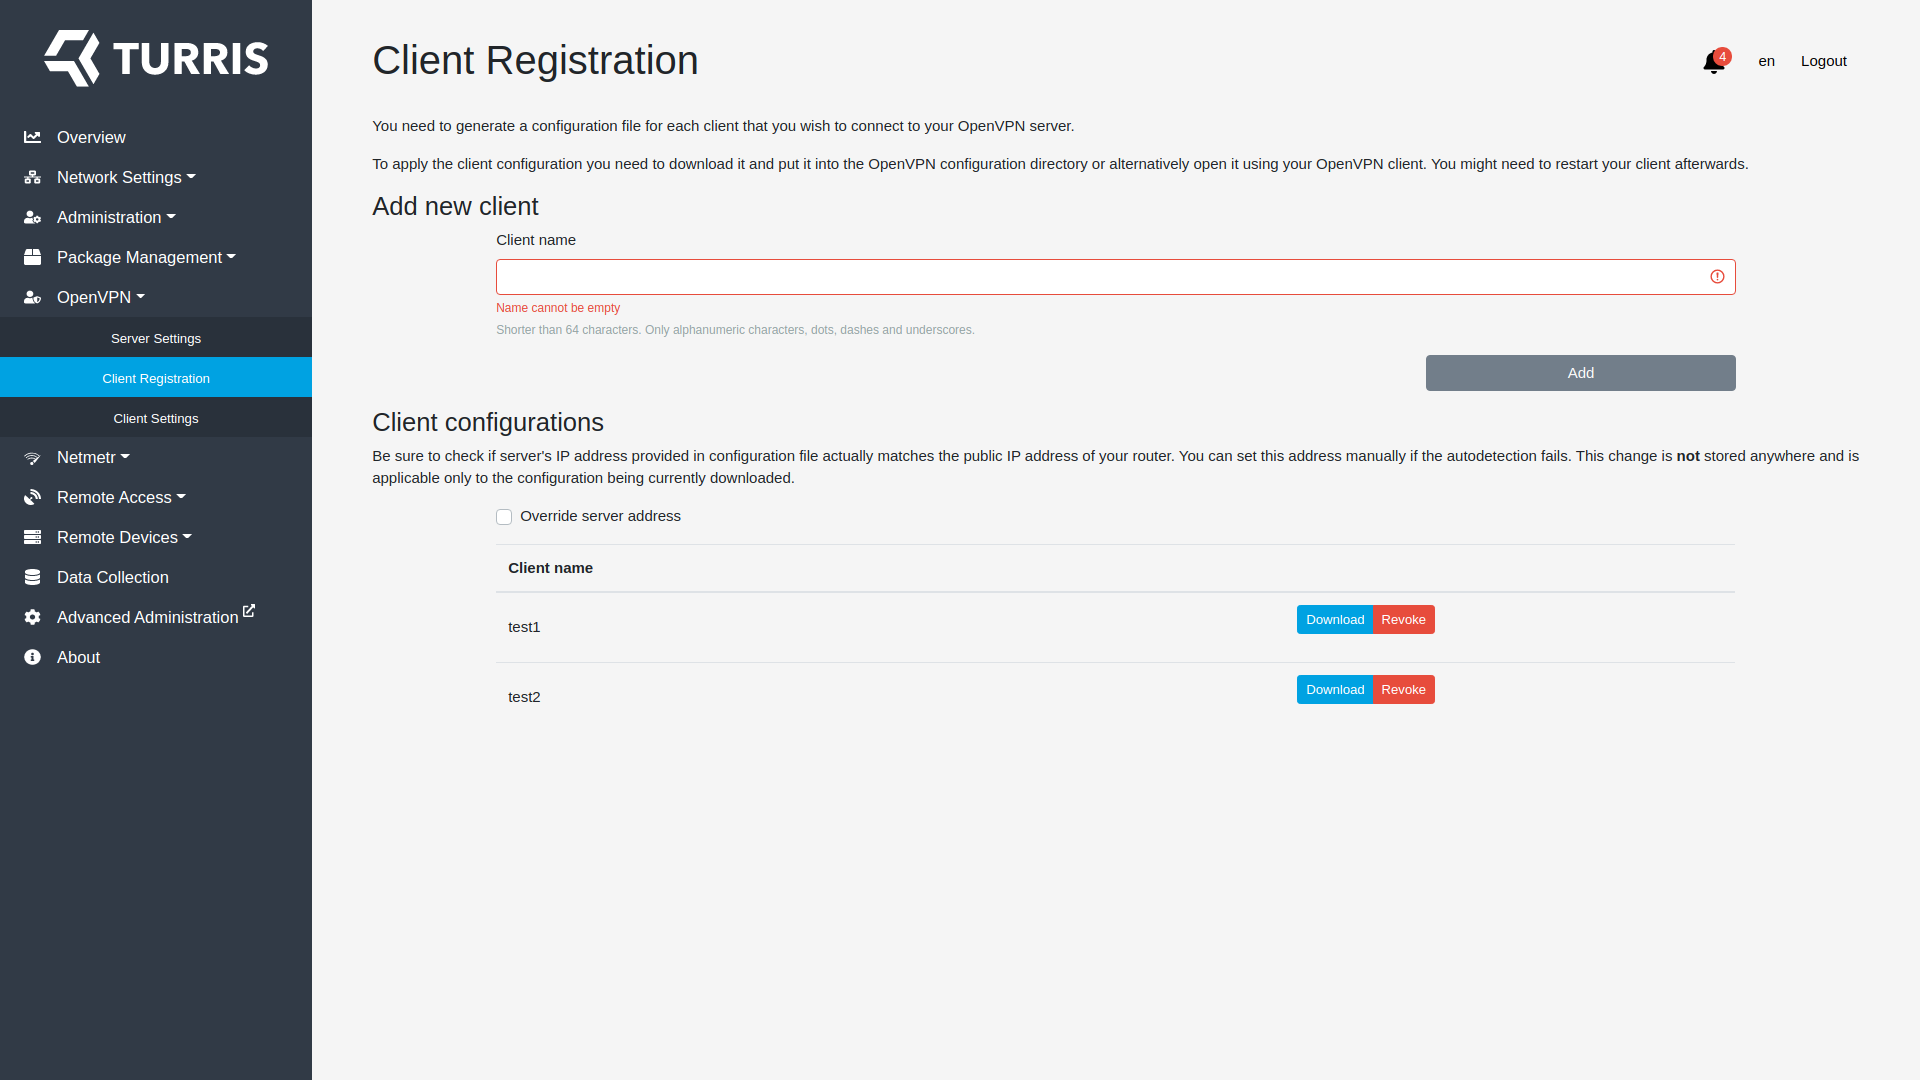 TURRIS
Overview
Network Settings
Administration
Package Management
OpenVPN
Server Settings
Client Registration
Client Settings
Netmetr
Remote Access
Remote Devices
Data Collection
Advanced Administration
About
Client Registration
4
en
Logout
You need to generate a configuration file for each client that you wish to connect to your OpenVPN server.
To apply the client configuration you need to download it and put it into the OpenVPN configuration directory or alternatively open it using your OpenVPN client. You might need to restart your client afterwards.
Add new client
Client name
Name cannot be empty
Shorter than 64 characters. Only alphanumeric characters, dots, dashes and underscores.
Add
Client configurations
Be sure to check if server's IP address provided in configuration file actually matches the public IP address of your router. You can set this address manually if the autodetection fails. This change is not stored anywhere and is
applicable only to the configuration being currently downloaded.
Override server address
Client name
test1
Download Revoke
test2
Download Revoke